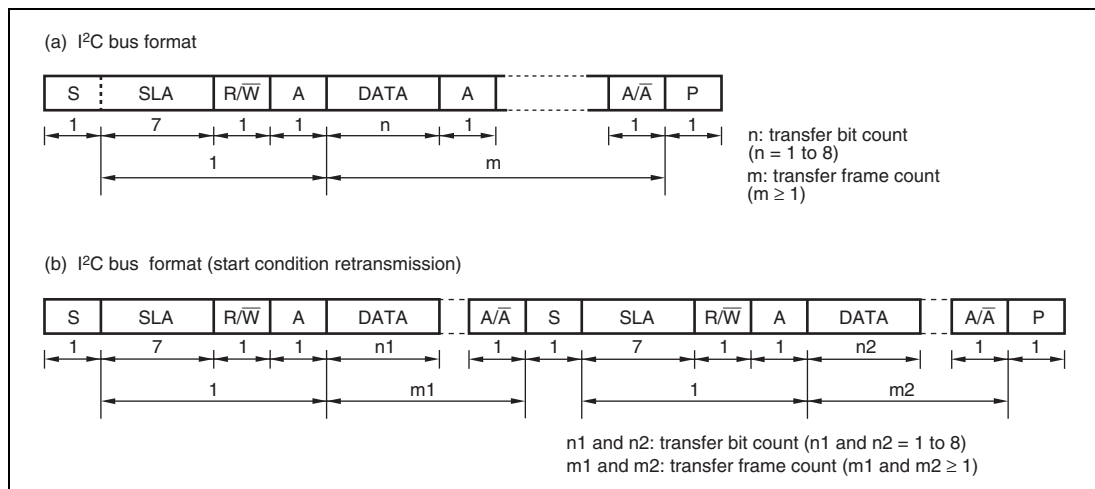 (a) I²C bus format
S SLA R/W̅ A DATA A A/A̅ P
1 7 1 1 n 1 1 1
1 m
n: transfer bit count
(n = 1 to 8)
m: transfer frame count
(m ≥ 1)
(b) I²C bus format (start condition retransmission)
S SLA R/W̅ A DATA A/A̅ S SLA R/W̅ A DATA A/A̅ P
1 7 1 1 n1 1 1 7 1 1 n2 1 1
1 m1 1 m2
n1 and n2: transfer bit count (n1 and n2 = 1 to 8)
m1 and m2: transfer frame count (m1 and m2 ≥ 1)